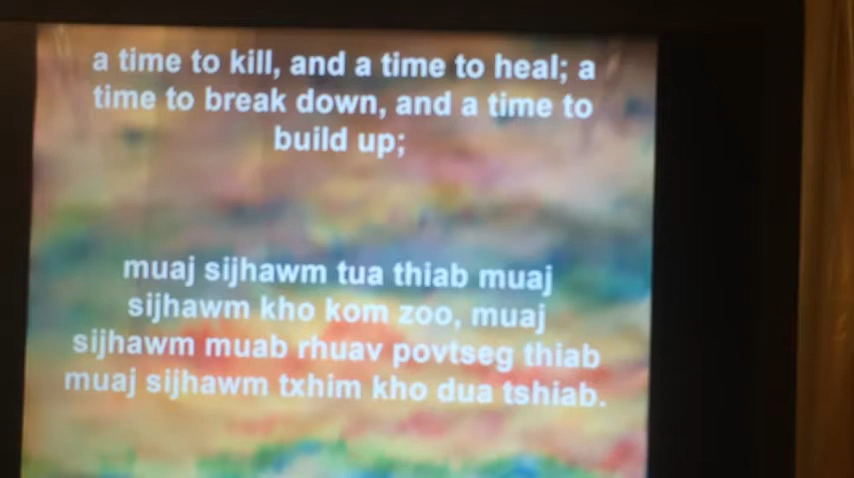 a time to kill, and a time to heal; a
time to break down, and a time to
build up;
muaj sijhawm tua thiab muaj
sijhawm kho kom zoo, muaj
sijhawm muab rhuav povtseg thiab
muaj sijhawm txhim kho dua tshiab.